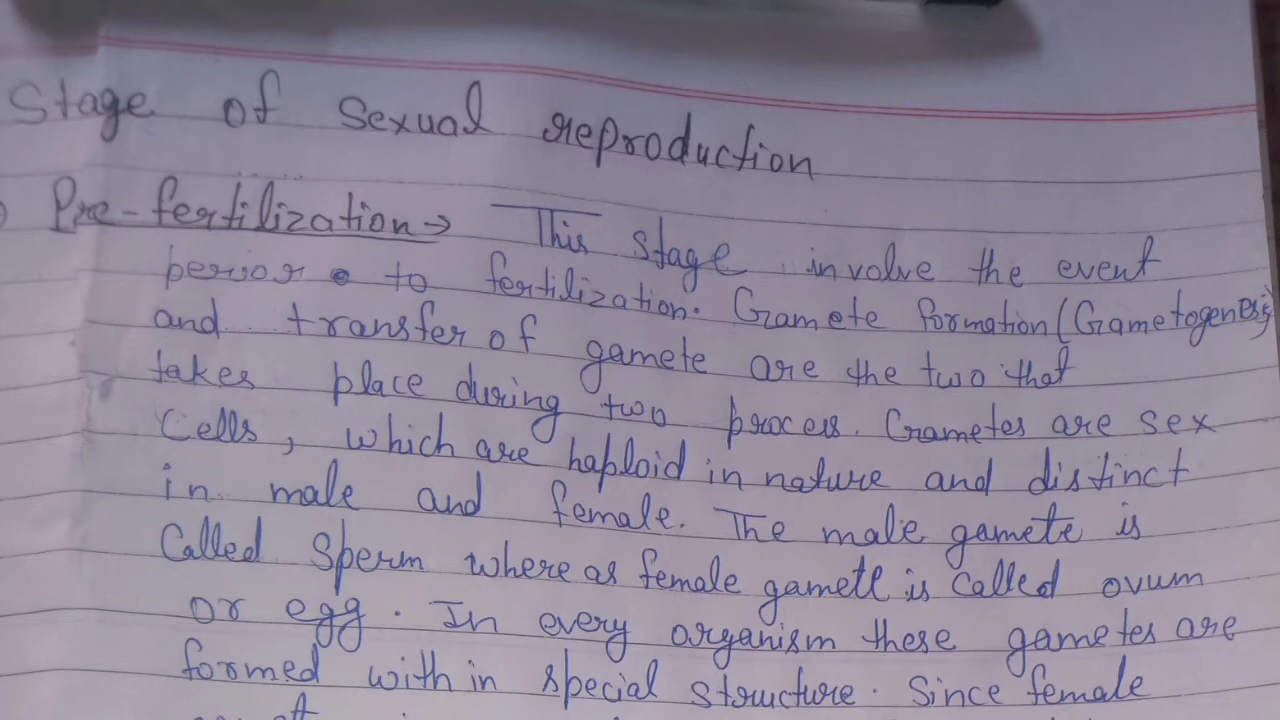 Stage of sexual reproduction
Pre-fertilization → This stage involve the event
perior to fertilization. Gramete formation (Gametogenesis)
and transfer of gamete are the two that
takes place during two process. Grametes are sex
Cells, which are haploid in nature and distinct
in male and female. The male gamete is
Called Sperm where as female gamete is Called ovum
or egg. In every organism these gametes are
formed with in special structure. Since female